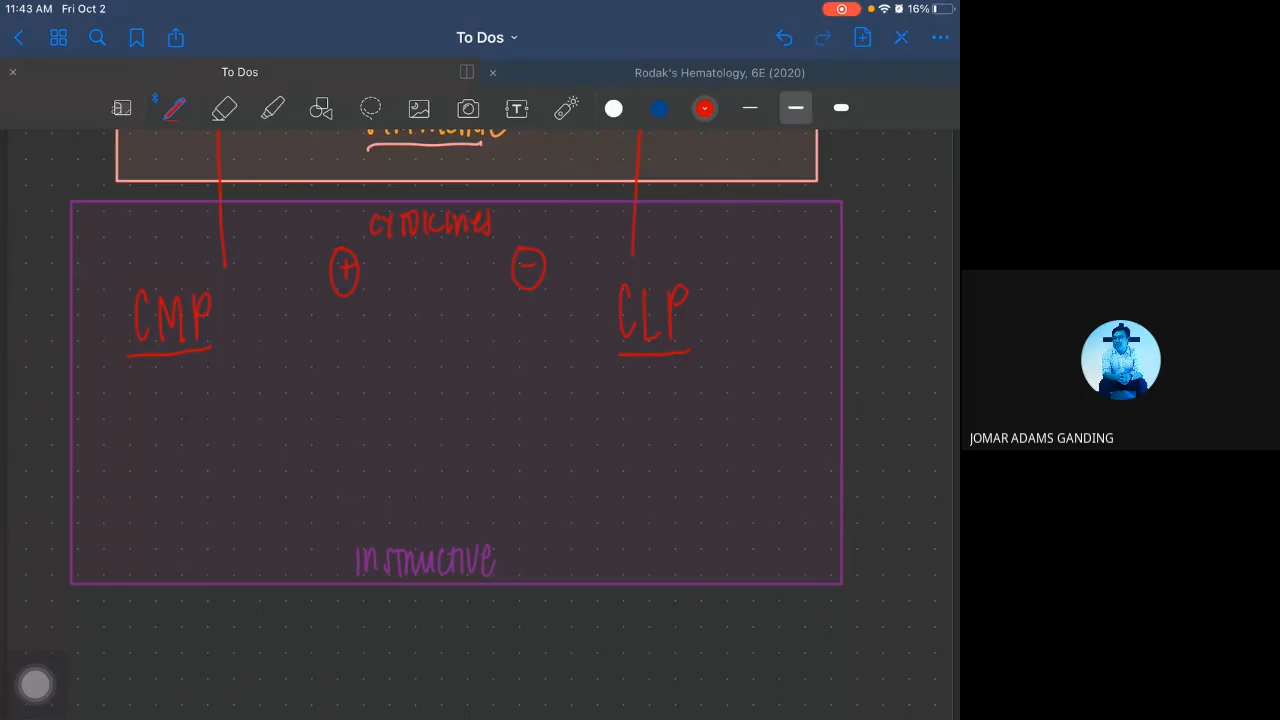 11:43 AM Fri Oct 2
16%
To Dos
To Dos
Rodak's Hematology, 6E (2020)
T
cytokines
+
−
CMP
CLP
instructive
JOMAR ADAMS GANDING